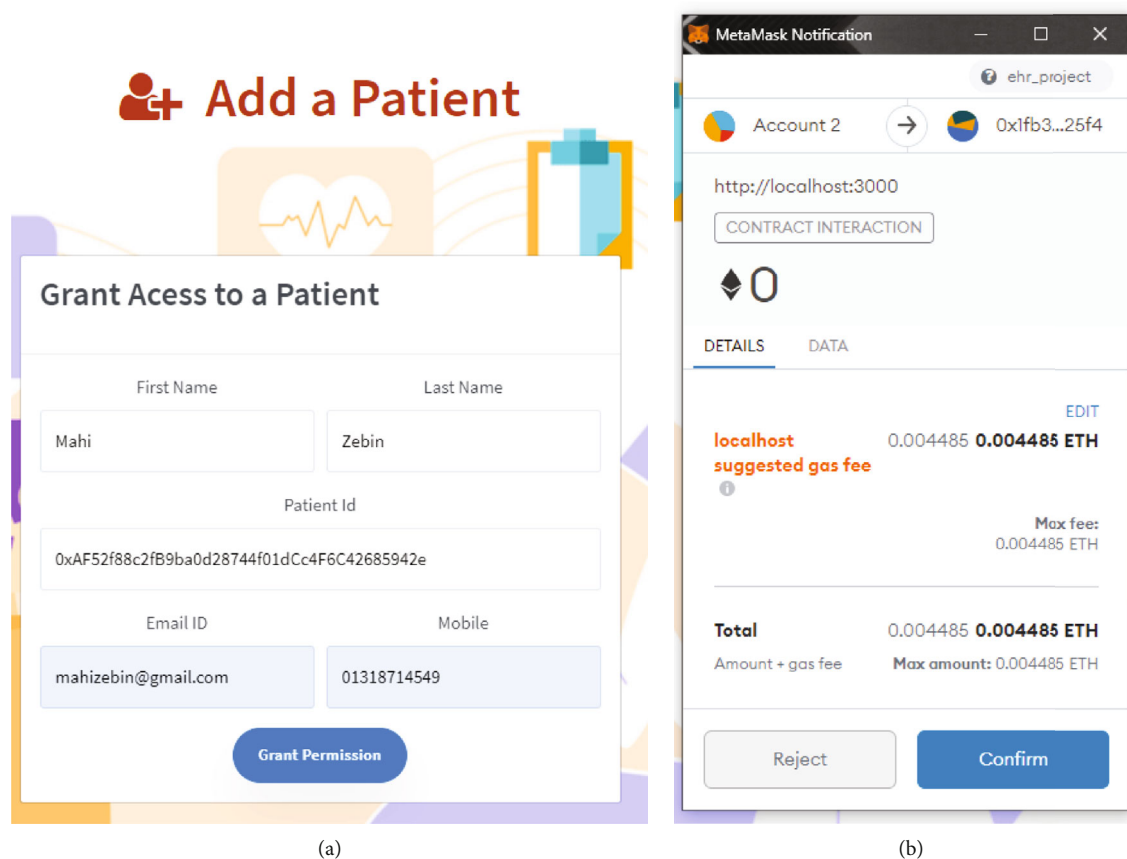 Add a Patient
Grant Acess to a Patient
First Name
Last Name
Mahi
Zebin
Patient Id
0xAF52f88c2fB9ba0d28744f01dCc4F6C42685942e
Email ID
Mobile
mahizebin@gmail.com
01318714549
Grant Permission
(a)
MetaMask Notification
ehr_project
Account 2
0x1fb3...25f4
http://localhost:3000
CONTRACT INTERACTION
0
DETAILS
DATA
EDIT
localhost
suggested gas fee
0.004485 0.004485 ETH
Max fee:
0.004485 ETH
Total
0.004485 0.004485 ETH
Amount + gas fee
Max amount: 0.004485 ETH
Reject
Confirm
(b)